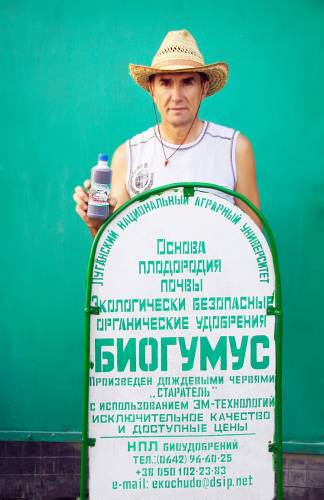 ЛУГАНСКИЙ НАЦИОНАЛЬНЫЙ АГРАРНЫЙ УНИВЕРСИТЕТ
ОСНОВА
ПЛОДОРОДИЯ
ПОЧВЫ
ЭКОЛОГИЧЕСКИ БЕЗОПАСНЫЕ
ОРГАНИЧЕСКИЕ УДОБРЕНИЯ
БИОГУМУС
ПРОИЗВЕДЕН ДОЖДЕВЫМИ ЧЕРВЯМИ
„СТАРАТЕЛЬ"
С ИСПОЛЬЗОВАНИЕМ ЭМ-ТЕХНОЛОГИЙ
ИСКЛЮЧИТЕЛЬНОЕ КАЧЕСТВО
И ДОСТУПНЫЕ ЦЕНЫ
НПЛ БИОУДОБРЕНИЙ
ТЕЛ:(0642) 96-60-25
+38 050 102-23-83
e-mail: ekochudo@dsip.net